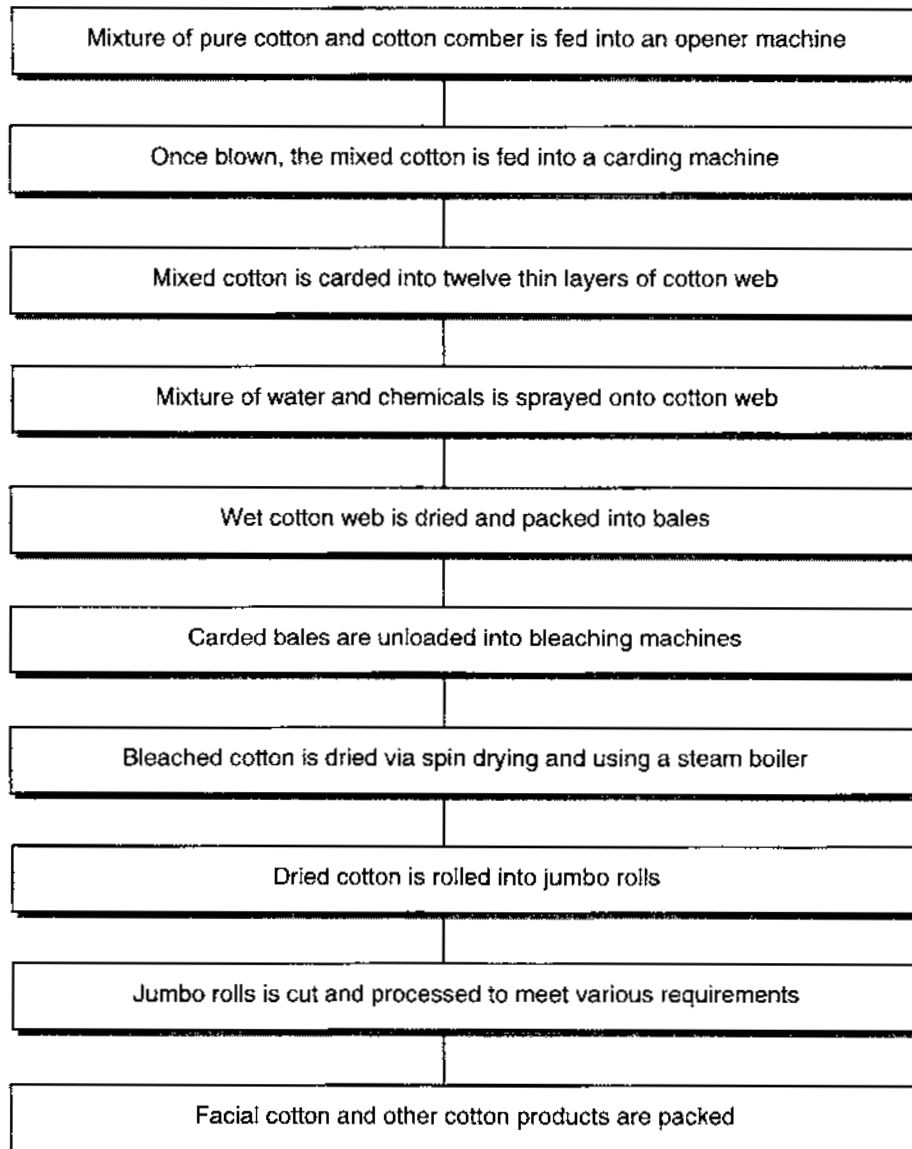 Mixture of pure cotton and cotton comber is fed into an opener machine
Once blown, the mixed cotton is fed into a carding machine
Mixed cotton is carded into twelve thin layers of cotton web
Mixture of water and chemicals is sprayed onto cotton web
Wet cotton web is dried and packed into bales
Carded bales are unloaded into bleaching machines
Bleached cotton is dried via spin drying and using a steam boiler
Dried cotton is rolled into jumbo rolls
Jumbo rolls is cut and processed to meet various requirements
Facial cotton and other cotton products are packed